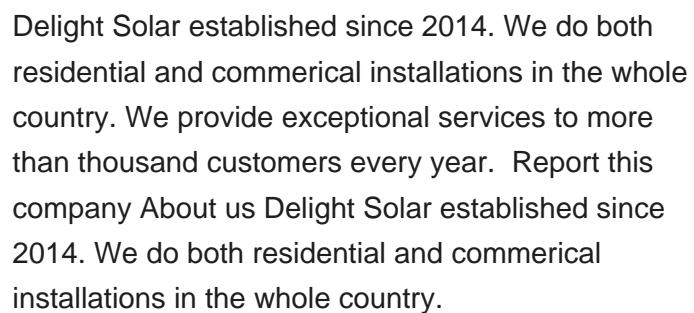 Delight Solar established since 2014. We do both
residential and commerical installations in the whole
country. We provide exceptional services to more
than thousand customers every year.  Report this
company About us Delight Solar established since
2014. We do both residential and commerical
installations in the whole country.